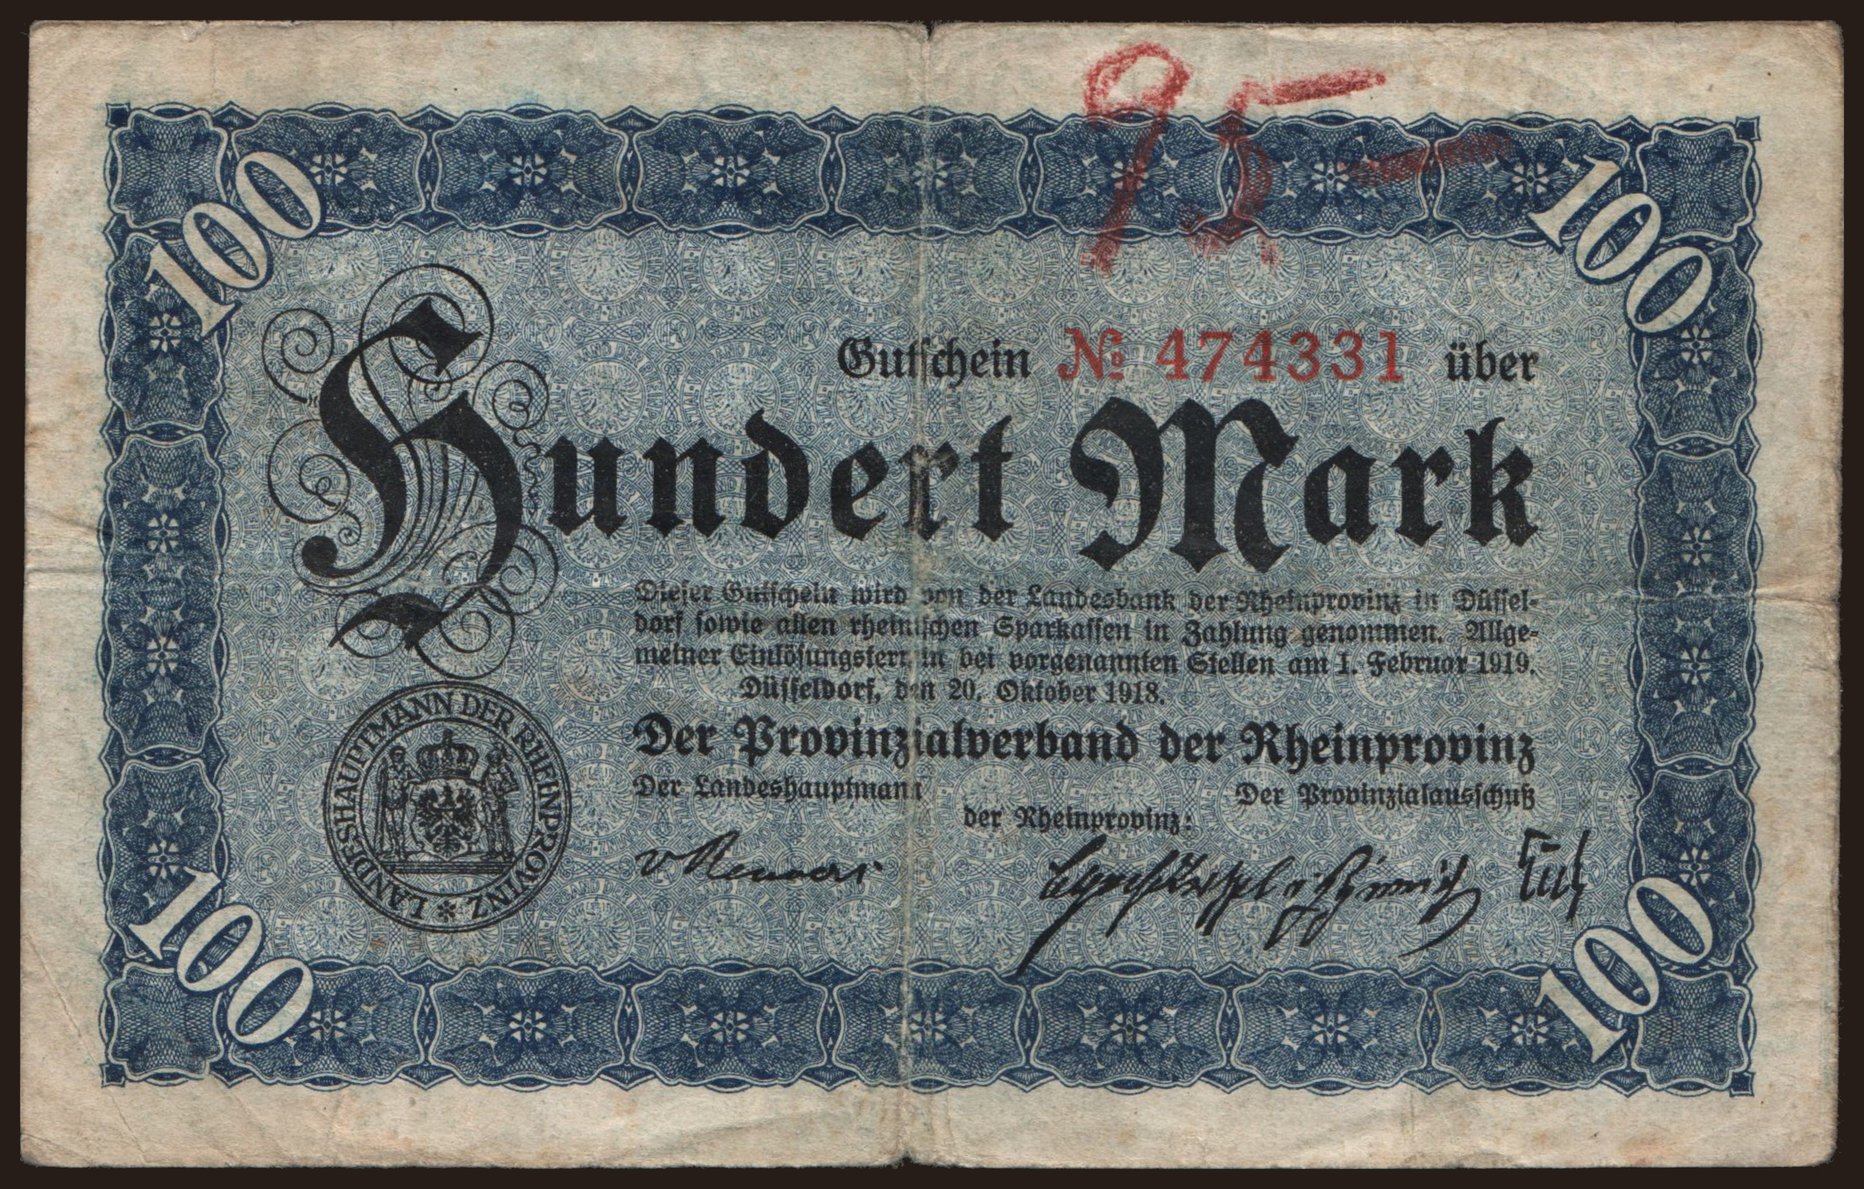 95.—
100
100
Gutschein № 474331 über
Hundert Mark
Dieser Gutschein wird von der Landesbank der Rheinprovinz in Düssel-
dorf sowie allen rheinischen Sparkassen in Zahlung genommen. Allge-
meiner Einlösungstermin bei vorgenannten Stellen am 1. Februar 1919.
Düsseldorf, den 20. Oktober 1918.
Der Provinzialverband der Rheinprovinz
Der Landeshauptmann Der Provinzialausschuß
der Rheinprovinz:
LANDESHAUPTMANN DER RHEINPROVINZ
100
100